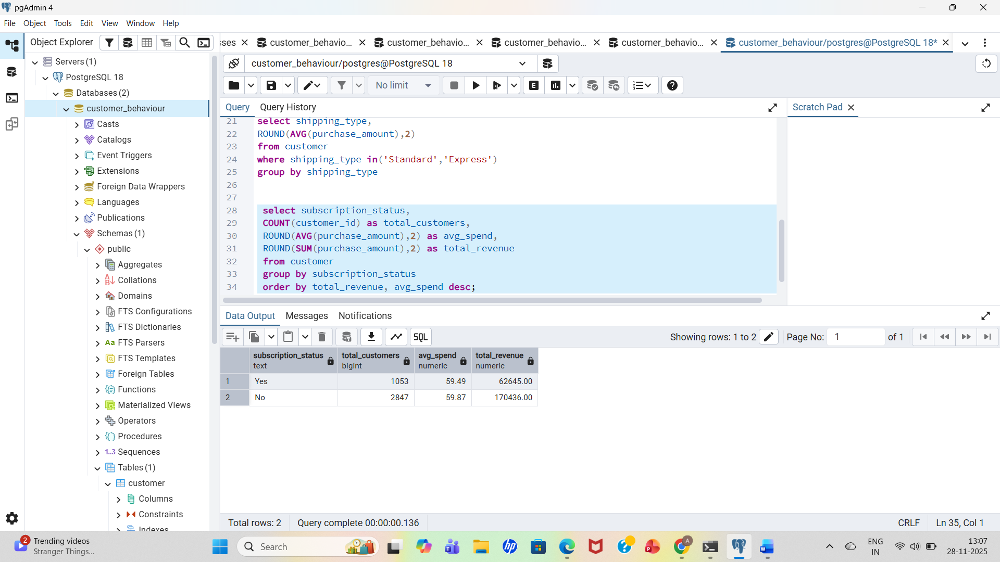 pgAdmin 4
File Object Tools Edit View Window Help
Object Explorer
sses
customer_behavio...
customer_behavio...
customer_behavio...
customer_behavio...
customer_behaviour/postgres@PostgreSQL 18*
Servers (1)
PostgreSQL 18
Databases (2)
customer_behaviour
Casts
Catalogs
Event Triggers
Extensions
Foreign Data Wrappers
Languages
Publications
Schemas (1)
public
Aggregates
Collations
Domains
FTS Configurations
FTS Dictionaries
Aa FTS Parsers
FTS Templates
Foreign Tables
Functions
Materialized Views
Operators
Procedures
1..3 Sequences
Tables (1)
customer
Columns
Constraints
Indexes
customer_behaviour/postgres@PostgreSQL 18
No limit
E
Query Query History
Scratch Pad
21 select shipping_type,
22 ROUND(AVG(purchase_amount),2)
23 from customer
24 where shipping_type in('Standard','Express')
25 group by shipping_type
26
27
28 select subscription_status,
29 COUNT(customer_id) as total_customers,
30 ROUND(AVG(purchase_amount),2) as avg_spend,
31 ROUND(SUM(purchase_amount),2) as total_revenue
32 from customer
33 group by subscription_status
34 order by total_revenue, avg_spend desc;
Data Output Messages Notifications
SQL
Showing rows: 1 to 2
Page No: 1 of 1
subscription_status total_customers avg_spend total_revenue
text bigint numeric numeric
1 Yes 1053 59.49 62645.00
2 No 2847 59.87 170436.00
Total rows: 2 Query complete 00:00:00.136
CRLF Ln 35, Col 1
2
Trending videos
Stranger Things...
Search
hp
A
ENG
IN
13:07
28-11-2025